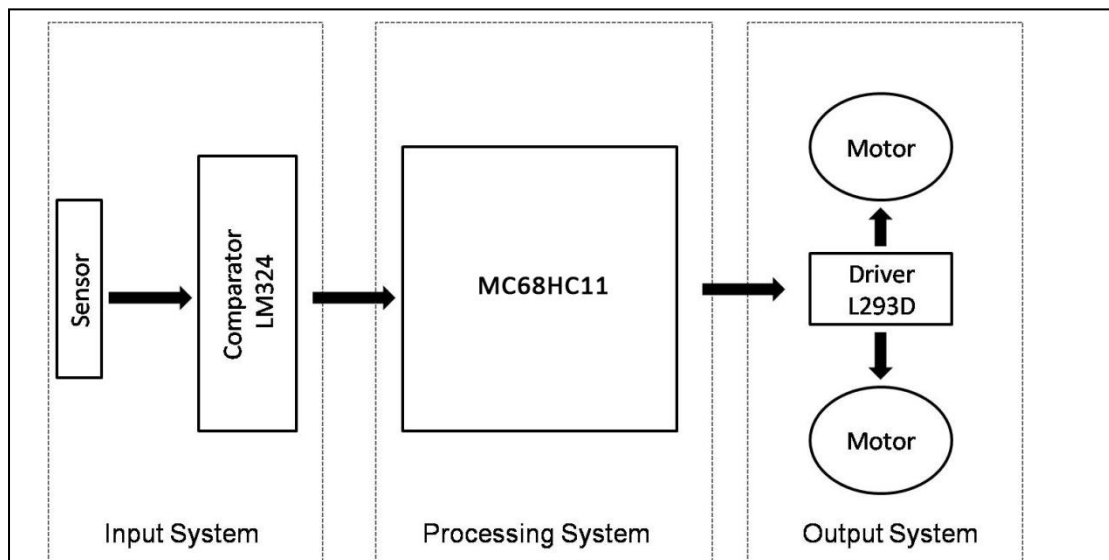 Sensor
Comparator
LM324
MC68HC11
Motor
Driver
L293D
Motor
Input System
Processing System
Output System